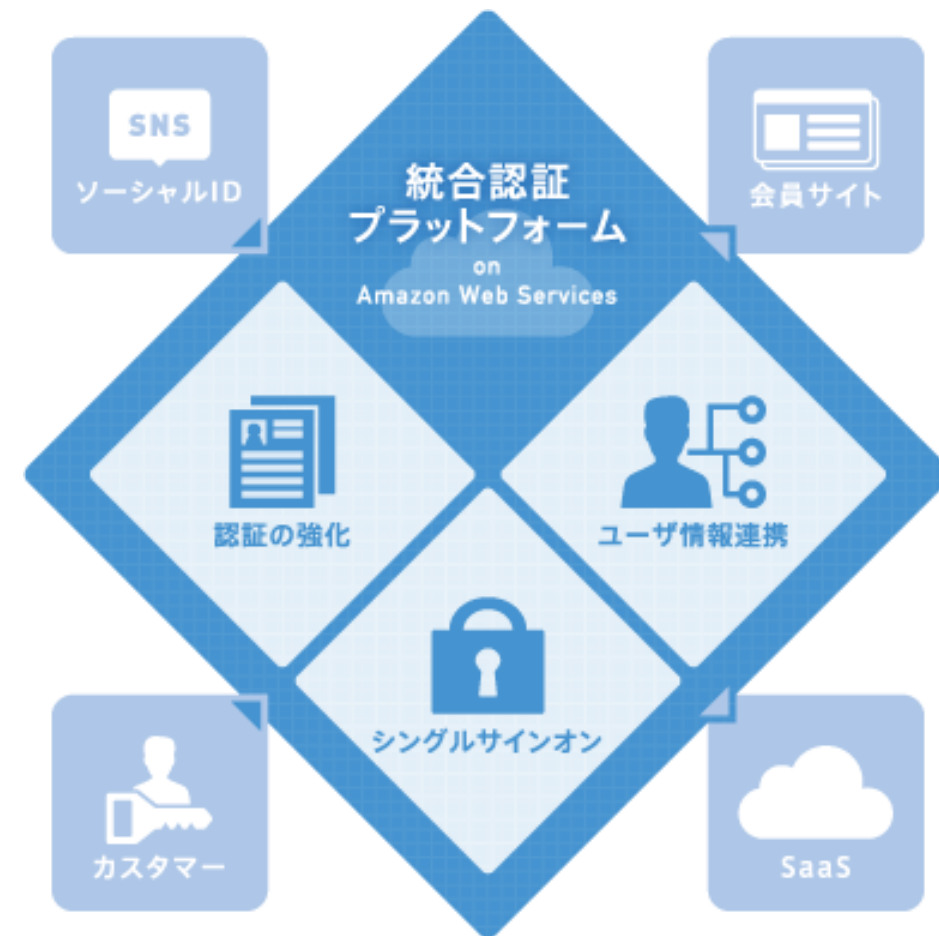 SNS
ソーシャルID
会員サイト
統合認証
プラットフォーム
on
Amazon Web Services
認証の強化
ユーザ情報連携
シングルサインオン
カスタマー
SaaS